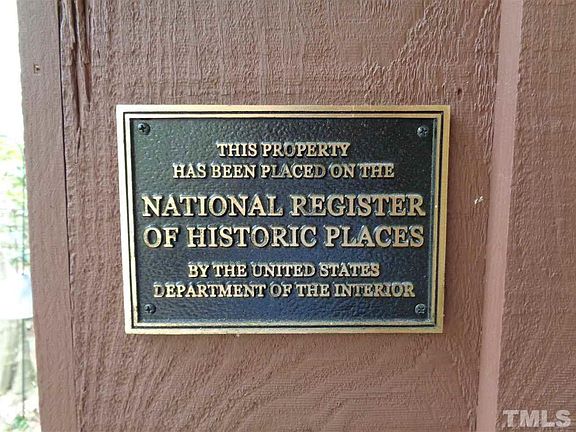 THIS PROPERTY
HAS BEEN PLACED ON THE
NATIONAL REGISTER
OF HISTORIC PLACES
BY THE UNITED STATES
DEPARTMENT OF THE INTERIOR
TMLS